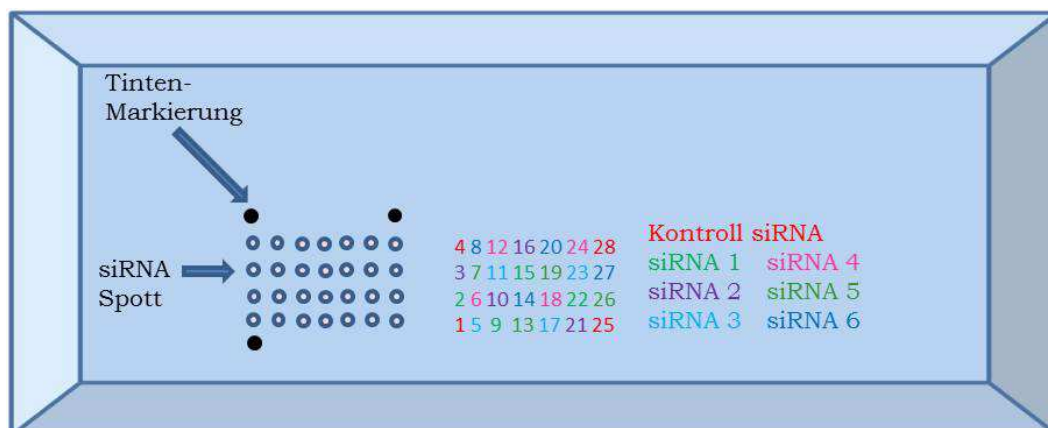 Tinten-
Markierung
siRNA
Spott
4 8 12 16 20 24 28
3 7 11 15 19 23 27
2 6 10 14 18 22 26
1 5 9 13 17 21 25
Kontroll siRNA
siRNA 1 siRNA 4
siRNA 2 siRNA 5
siRNA 3 siRNA 6